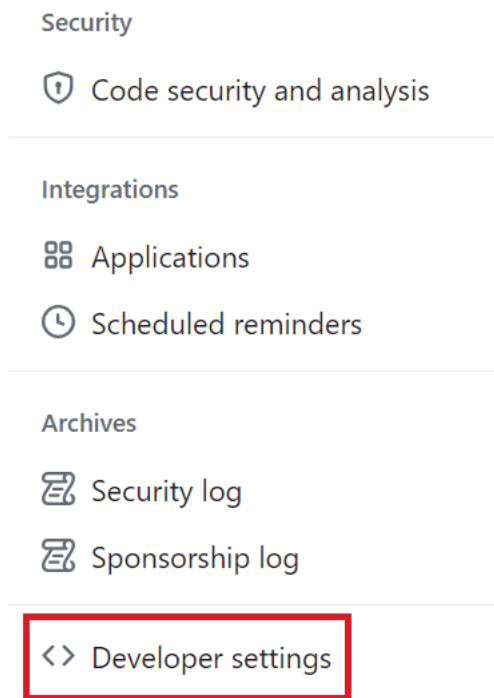 Security
Code security and analysis
Integrations
Applications
Scheduled reminders
Archives
Security log
Sponsorship log
Developer settings